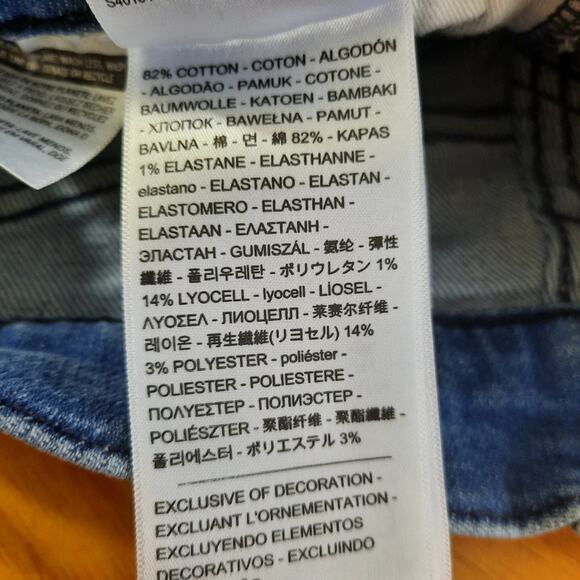 82% COTTON - COTON - ALGODÓN
- ALGODÃO - PAMUK - COTONE -
BAUMWOLLE - KATOEN - BAMBAKI
- ХЛОПОК - BAWEŁNA - PAMUT -
BAVLNA - 棉 - 면 - 綿 82% - KAPAS
1% ELASTANE - ELASTHANNE -
elastano - ELASTANO - ELASTAN -
ELASTOMERO - ELASTHAN -
ELASTAAN - ΕΛΑΣΤΑΝΗ -
ЭЛАСТАН - GUMISZÁL - 氨纶 - 彈性
纖維 - 폴리우레탄 - ポリウレタン 1%
14% LYOCELL - lyocell - LİOSEL -
ΛΥΟΣΕΛ - ЛИОЦЕЛЛ - 莱赛尔纤维 -
레이온 - 再生繊維(リヨセル) 14%
3% POLYESTER - poliéster -
POLIESTER - POLIESTERE -
ΠΟΛΥΕΣΤΕΡ - ПОЛИЭСТЕР -
POLIÉSZTER - 聚酯纤维 - 聚酯纖維 -
폴리에스터 - ポリエステル 3%
EXCLUSIVE OF DECORATION -
EXCLUANT L'ORNEMENTATION -
EXCLUYENDO ELEMENTOS
DECORATIVOS - EXCLUINDO